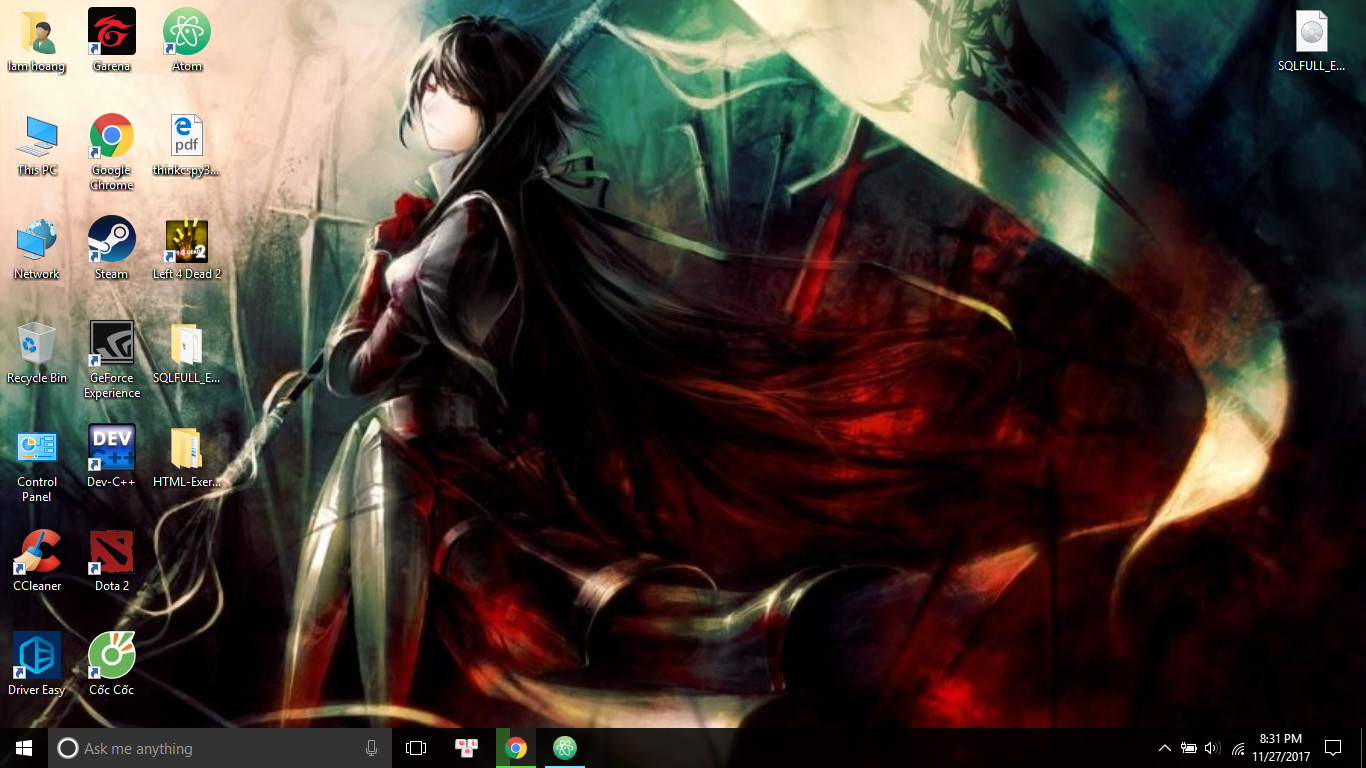 lam hoang
Garena
Atom
SQLFULL_E...
This PC
Google
Chrome
pdf
thinkcspy3...
Network
Steam
Left 4 Dead 2
Recycle Bin
GeForce
Experience
SQLFULL_E...
Control
Panel
DEV
C++
Dev-C++
HTML-Exer...
CCleaner
Dota 2
Driver Easy
Cốc Cốc
Ask me anything
8:31 PM
11/27/2017